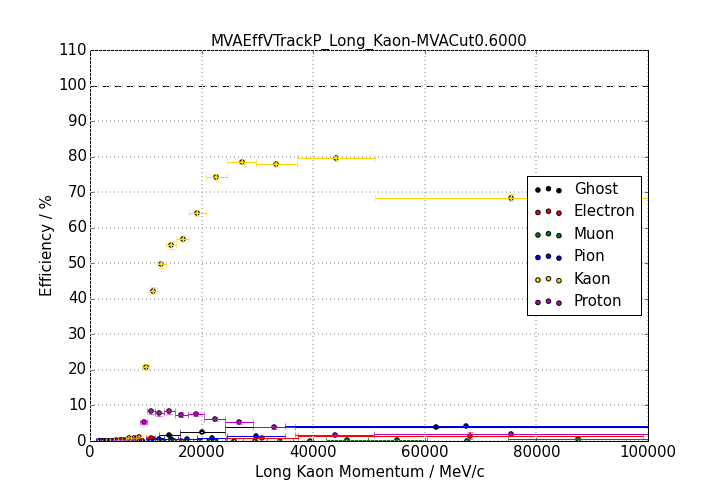 MVAEffVTrackP_Long_Kaon-MVACut0.6000
110
100
90
80
70
60
50
40
30
20
10
0
Efficiency / %
Ghost
Electron
Muon
Pion
Kaon
Proton
0 20000 40000 60000 80000 100000
Long Kaon Momentum / MeV/c